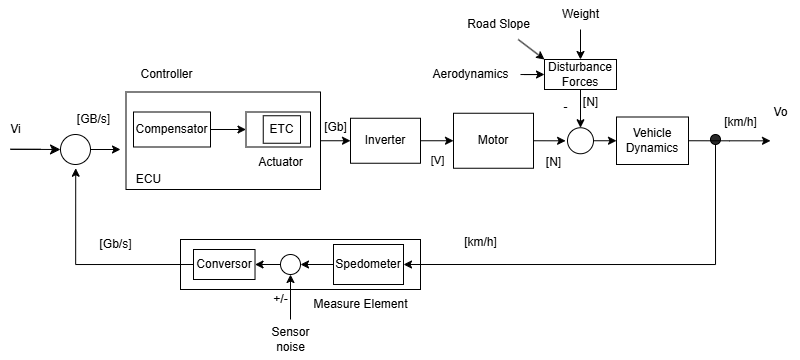 Weight
Road Slope
Aerodynamics
Disturbance
Forces
Controller
-
[N]
Vi
[GB/s]
Compensator
ETC
Actuator
ECU
[Gb]
Inverter
[V]
Motor
[N]
Vehicle
Dynamics
[km/h]
Vo
[Gb/s]
Conversor
Spedometer
[km/h]
+/-
Measure Element
Sensor
noise